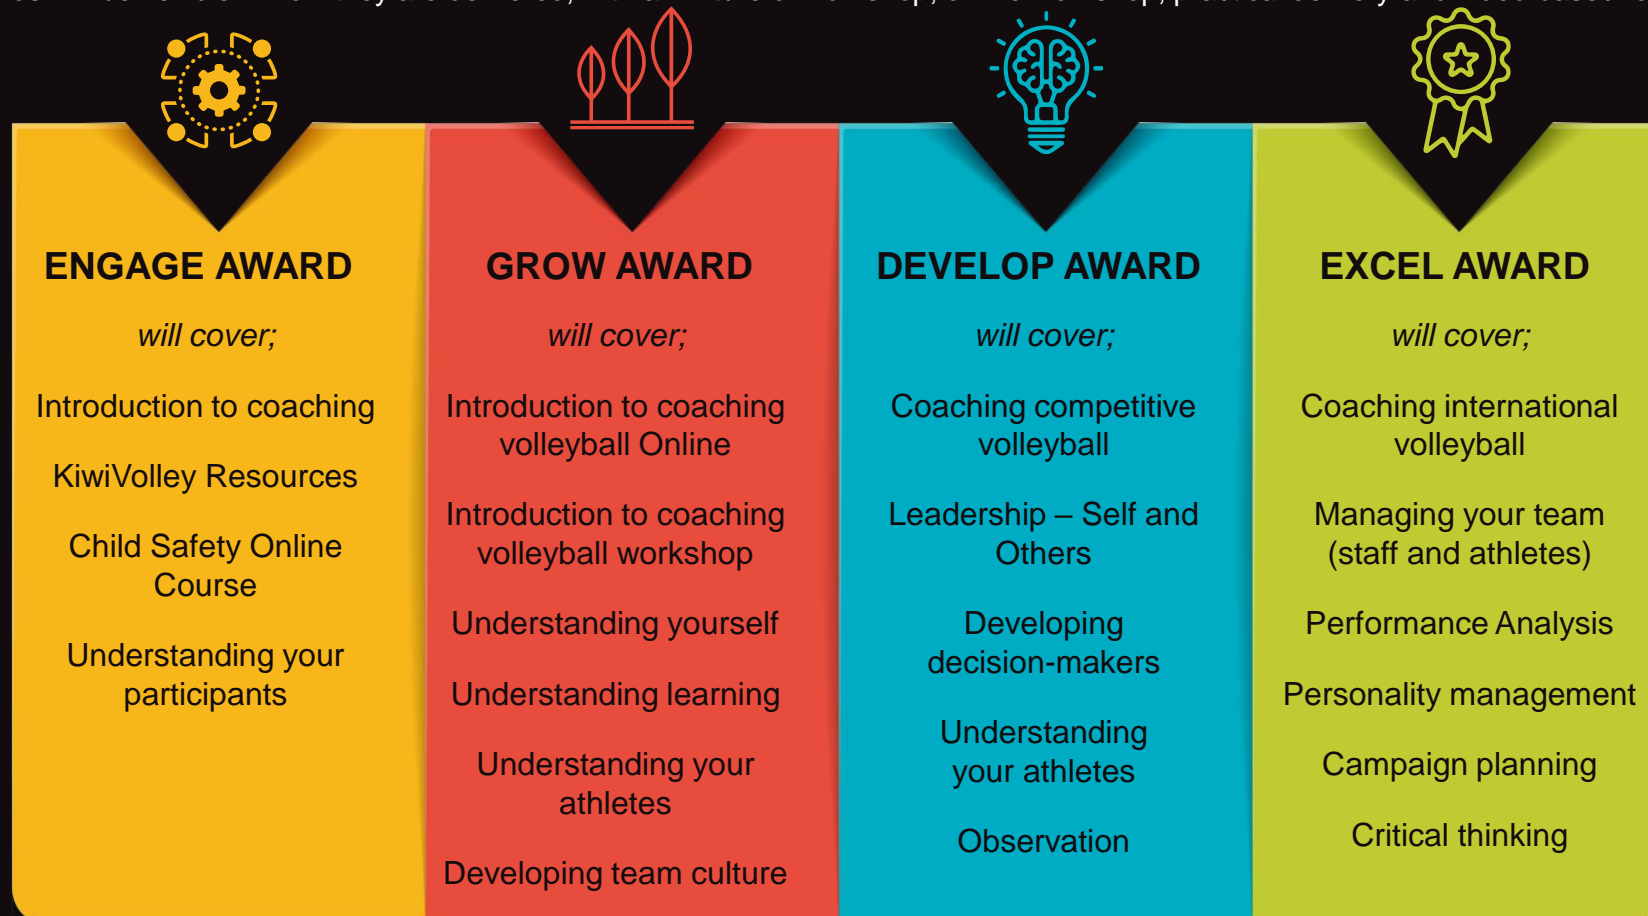 ENGAGE AWARD
will cover;
Introduction to coaching
KiwiVolley Resources
Child Safety Online
Course
Understanding your
participants
GROW AWARD
will cover;
Introduction to coaching
volleyball Online
Introduction to coaching
volleyball workshop
Understanding yourself
Understanding learning
Understanding your
athletes
Developing team culture
DEVELOP AWARD
will cover;
Coaching competitive
volleyball
Leadership – Self and
Others
Developing
decision-makers
Understanding
your athletes
Observation
EXCEL AWARD
will cover;
Coaching international
volleyball
Managing your team
(staff and athletes)
Performance Analysis
Personality management
Campaign planning
Critical thinking